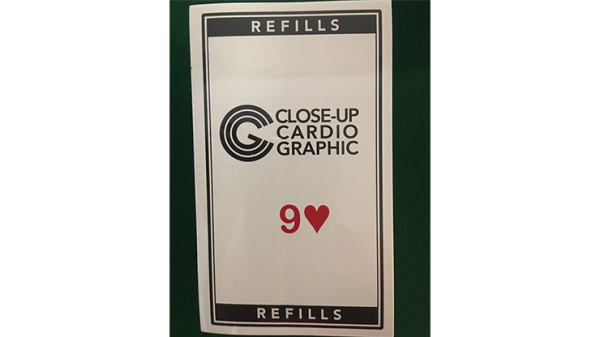 REFILLS
CLOSE-UP
CARDIO
GRAPHIC
9♥
REFILLS